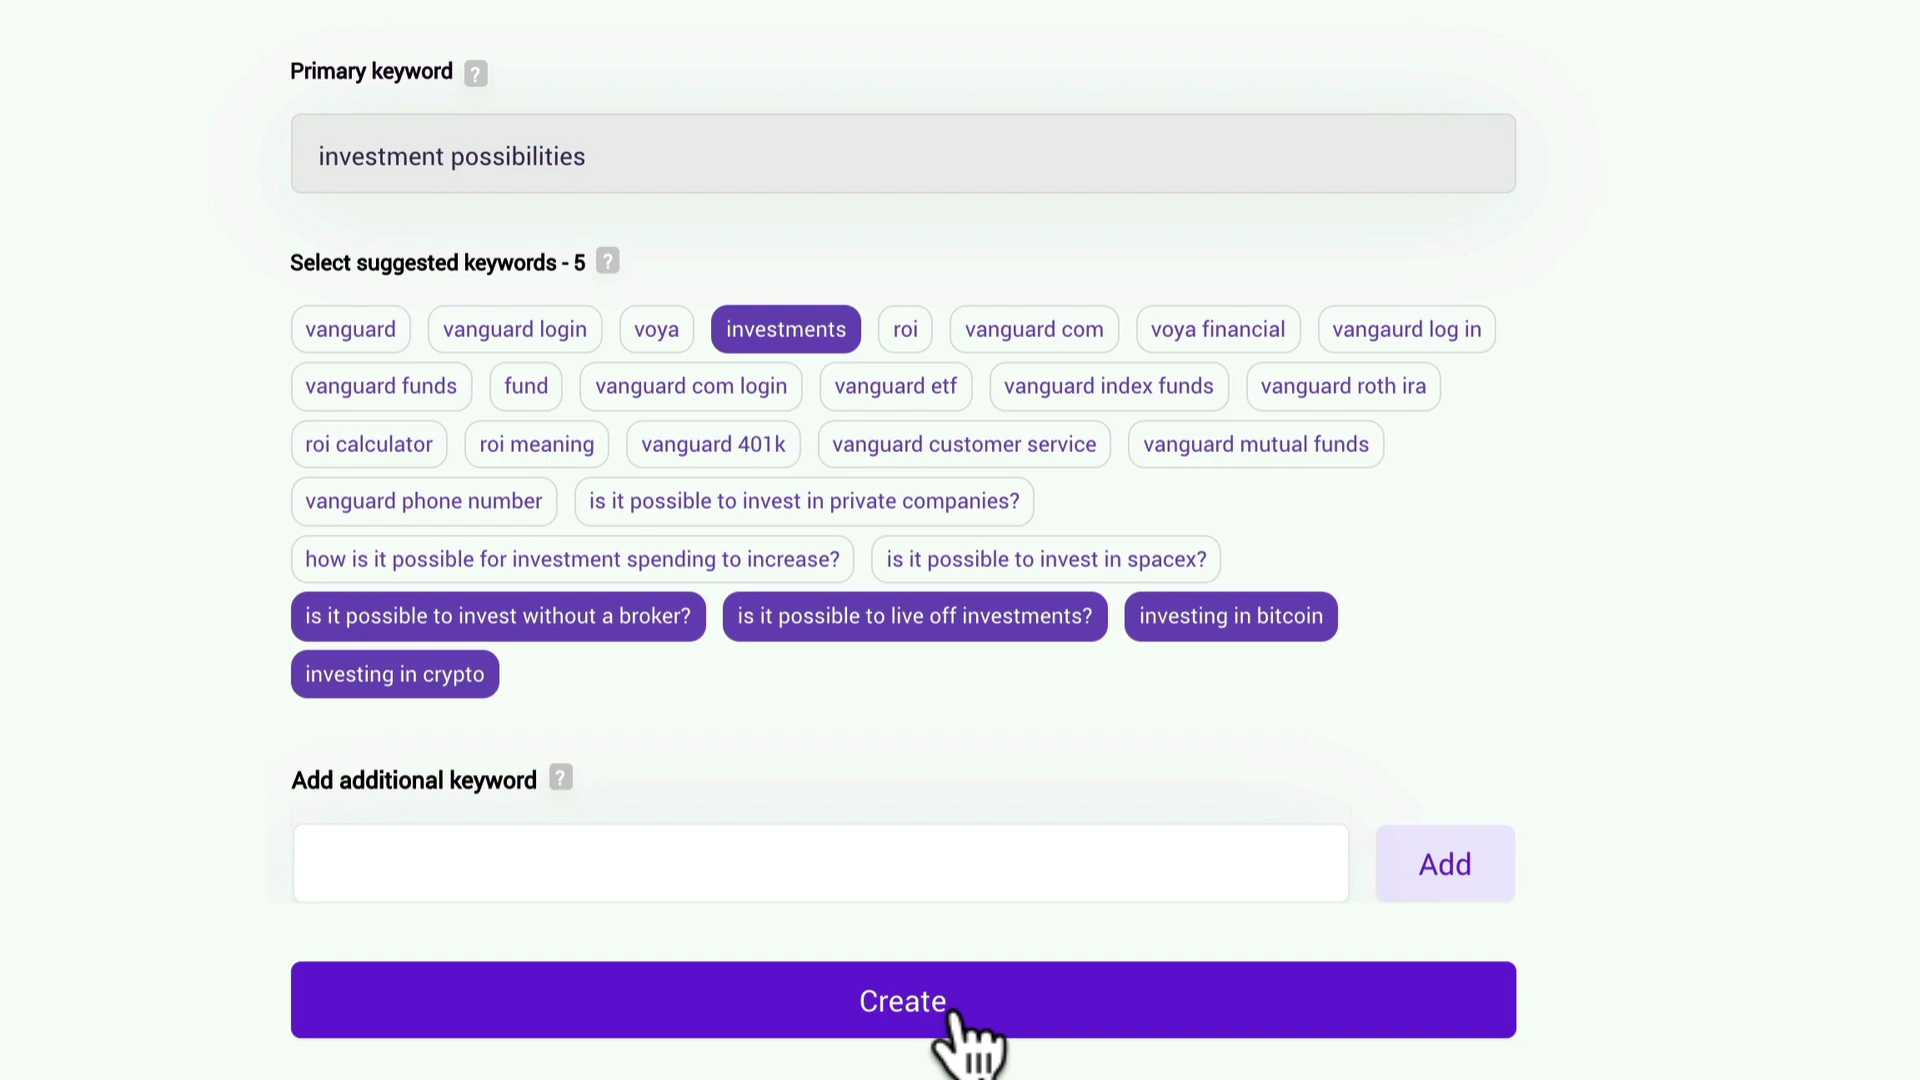 Primary keyword ?
investment possibilities
Select suggested keywords - 5 ?
vanguard vanguard login voya investments roi vanguard com voya financial vangaurd log in
vanguard funds fund vanguard com login vanguard etf vanguard index funds vanguard roth ira
roi calculator roi meaning vanguard 401k vanguard customer service vanguard mutual funds
vanguard phone number is it possible to invest in private companies?
how is it possible for investment spending to increase? is it possible to invest in spacex?
is it possible to invest without a broker? is it possible to live off investments? investing in bitcoin
investing in crypto
Add additional keyword ?
Add
Create